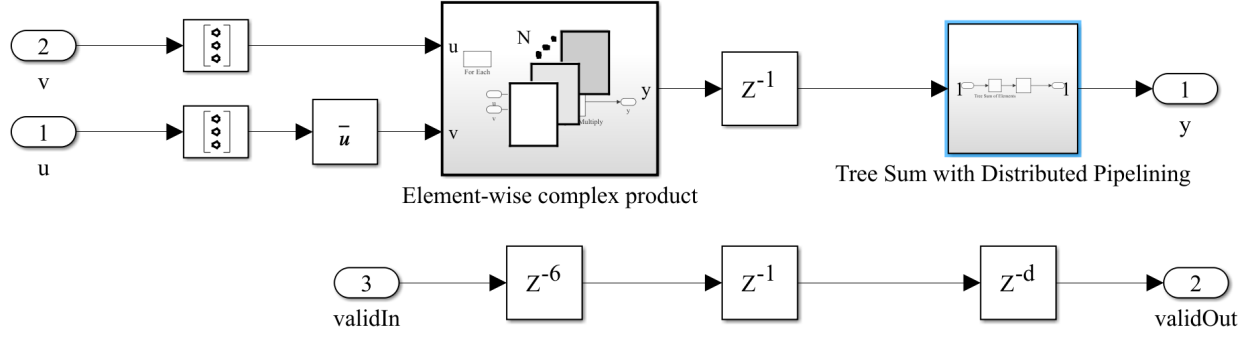 2
v
1
u
u̅
u
v
N
For Each
u
v
Multiply
y
y
Z⁻¹
1
Tree Sum of Elements
1
1
y
Element-wise complex product
Tree Sum with Distributed Pipelining
3
validIn
Z⁻⁶
Z⁻¹
Z⁻ᵈ
2
validOut